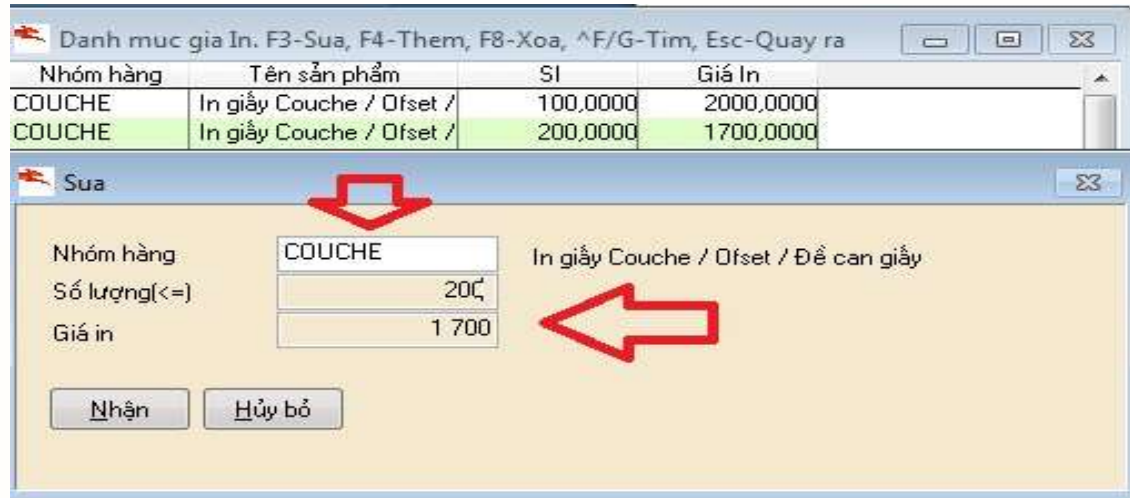 Danh muc gia In. F3-Sua, F4-Them, F8-Xoa, ^F/G-Tim, Esc-Quay ra
Nhóm hàng Tên sản phẩm Sl Giá In
COUCHE In giấy Couche / Ofset / 100,0000 2000,0000
COUCHE In giấy Couche / Ofset / 200,0000 1700,0000
Sua
Nhóm hàng COUCHE In giấy Couche / Ofset / Đề can giấy
Số lượng(<=) 200
Giá in 1 700
Nhận Hủy bỏ